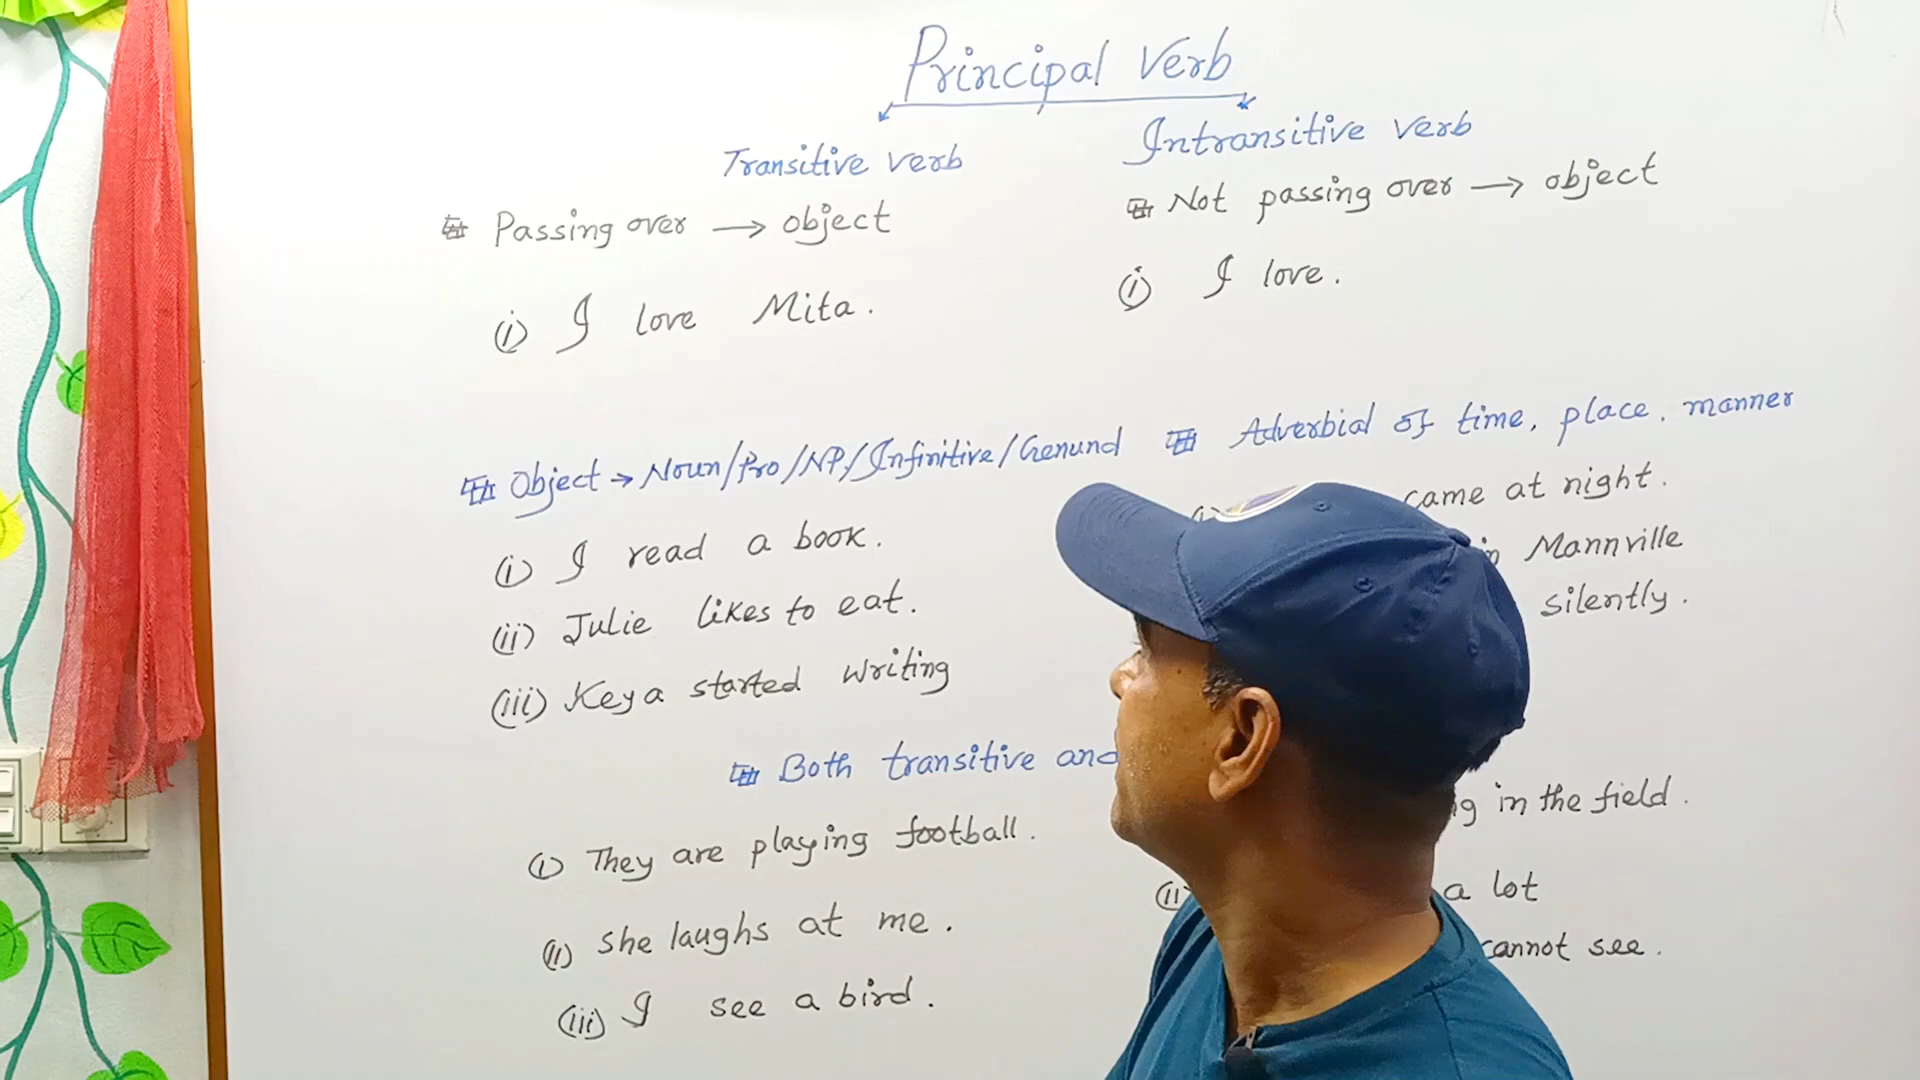 Principal Verb
Transitive verb
Passing over → object
(i) I love Mita.
Intransitive verb
Not passing over → object
(i) I love.
Object → Noun/Pro/NP/Infinitive/Gerund
(i) I read a book.
(ii) Julie likes to eat.
(iii) Keya started writing
Adverbial of time, place, manner
came at night.
in Mannville
silently.
Both transitive and
(i) They are playing football.
(ii) She laughs at me.
(iii) I see a bird.
in the field.
(ii) a lot
cannot see.